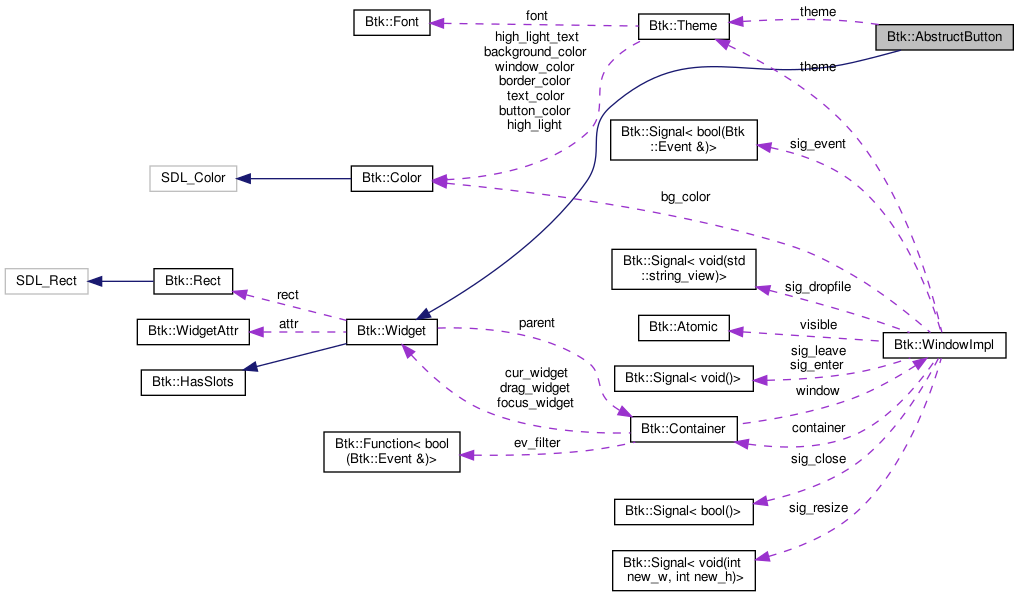 Btk::Font
font
Btk::Theme
theme
Btk::AbstructButton
high_light_text
background_color
window_color
border_color
text_color
button_color
high_light
theme
Btk::Signal< bool(Btk
::Event &)>
sig_event
SDL_Color
Btk::Color
bg_color
Btk::Signal< void(std
::string_view)>
sig_dropfile
SDL_Rect
Btk::Rect
rect
Btk::WidgetAttr
attr
Btk::Widget
parent
Btk::Atomic
visible
Btk::WindowImpl
Btk::HasSlots
cur_widget
drag_widget
focus_widget
Btk::Signal< void()>
sig_leave
sig_enter
window
Btk::Container
container
Btk::Function< bool
(Btk::Event &)>
ev_filter
sig_close
Btk::Signal< bool()>
sig_resize
Btk::Signal< void(int
new_w, int new_h)>